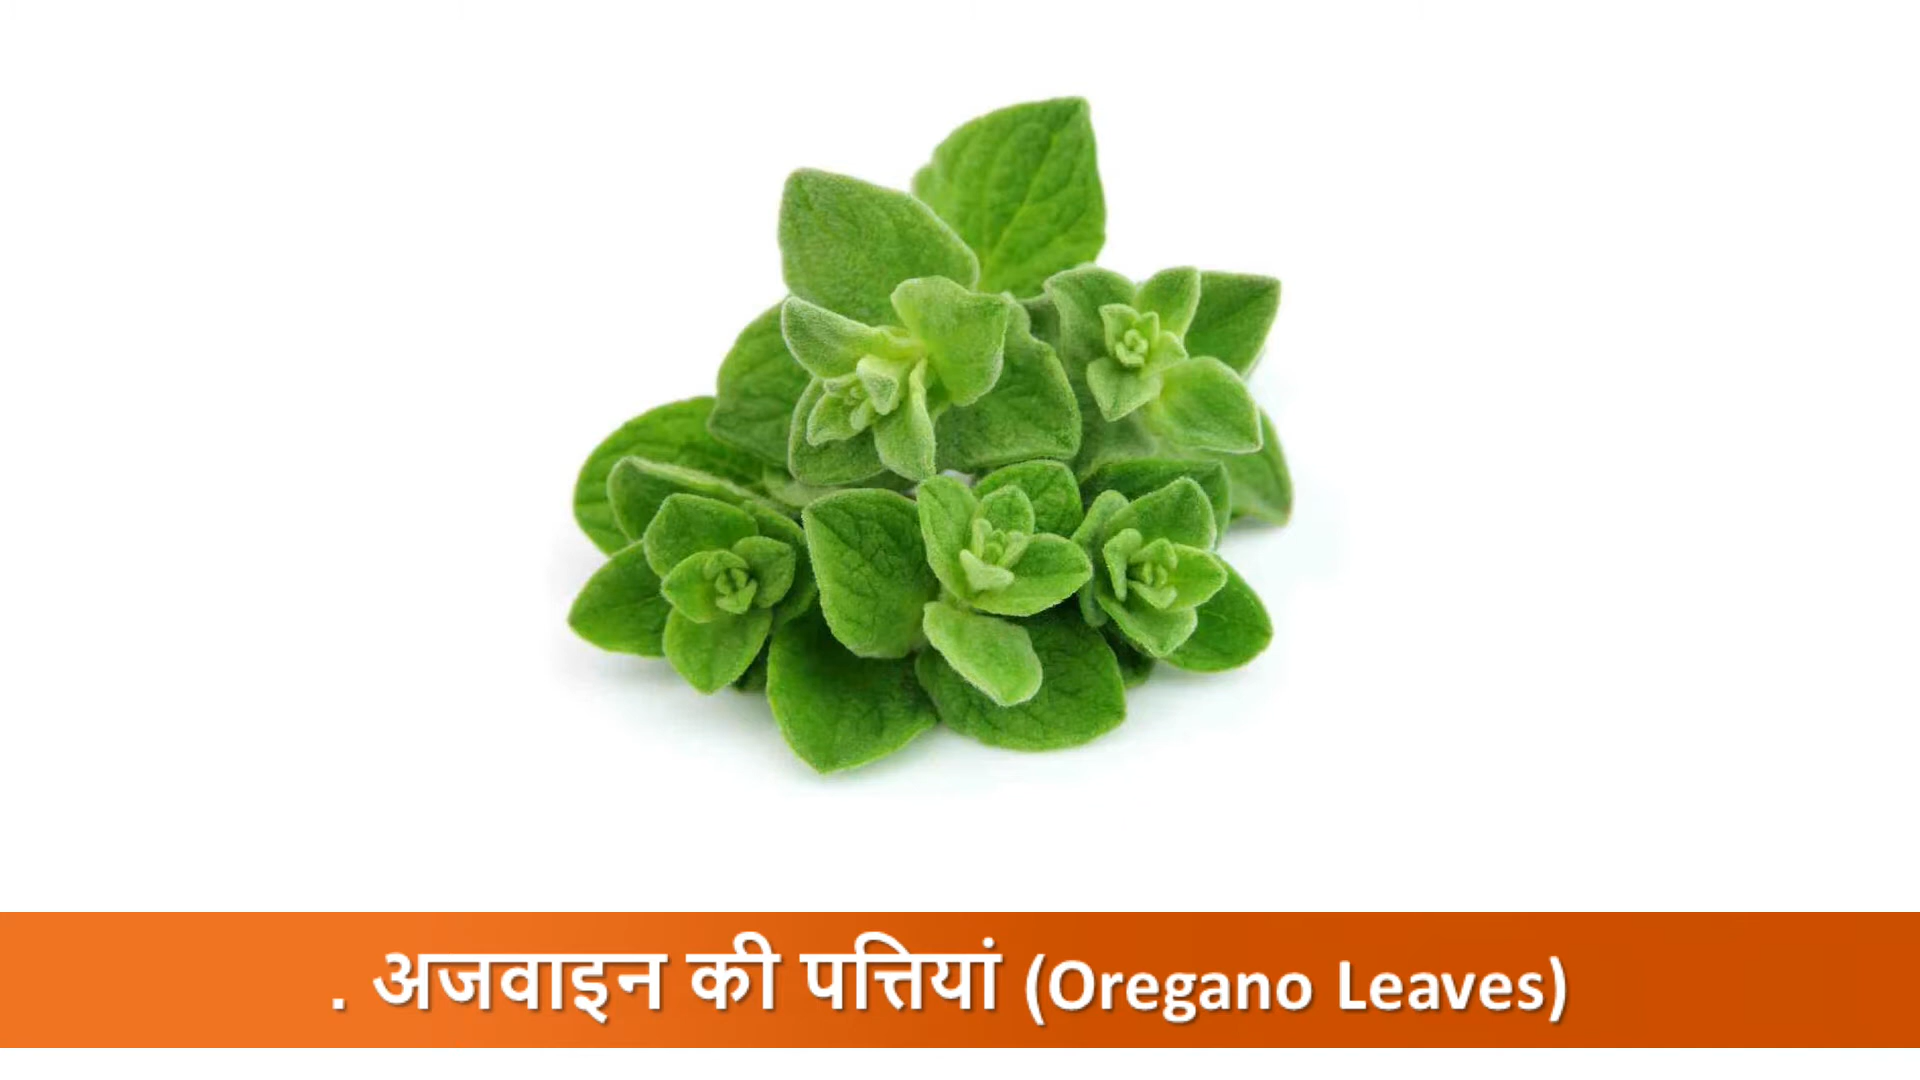 . अजवाइन की पत्तियां (Oregano Leaves)